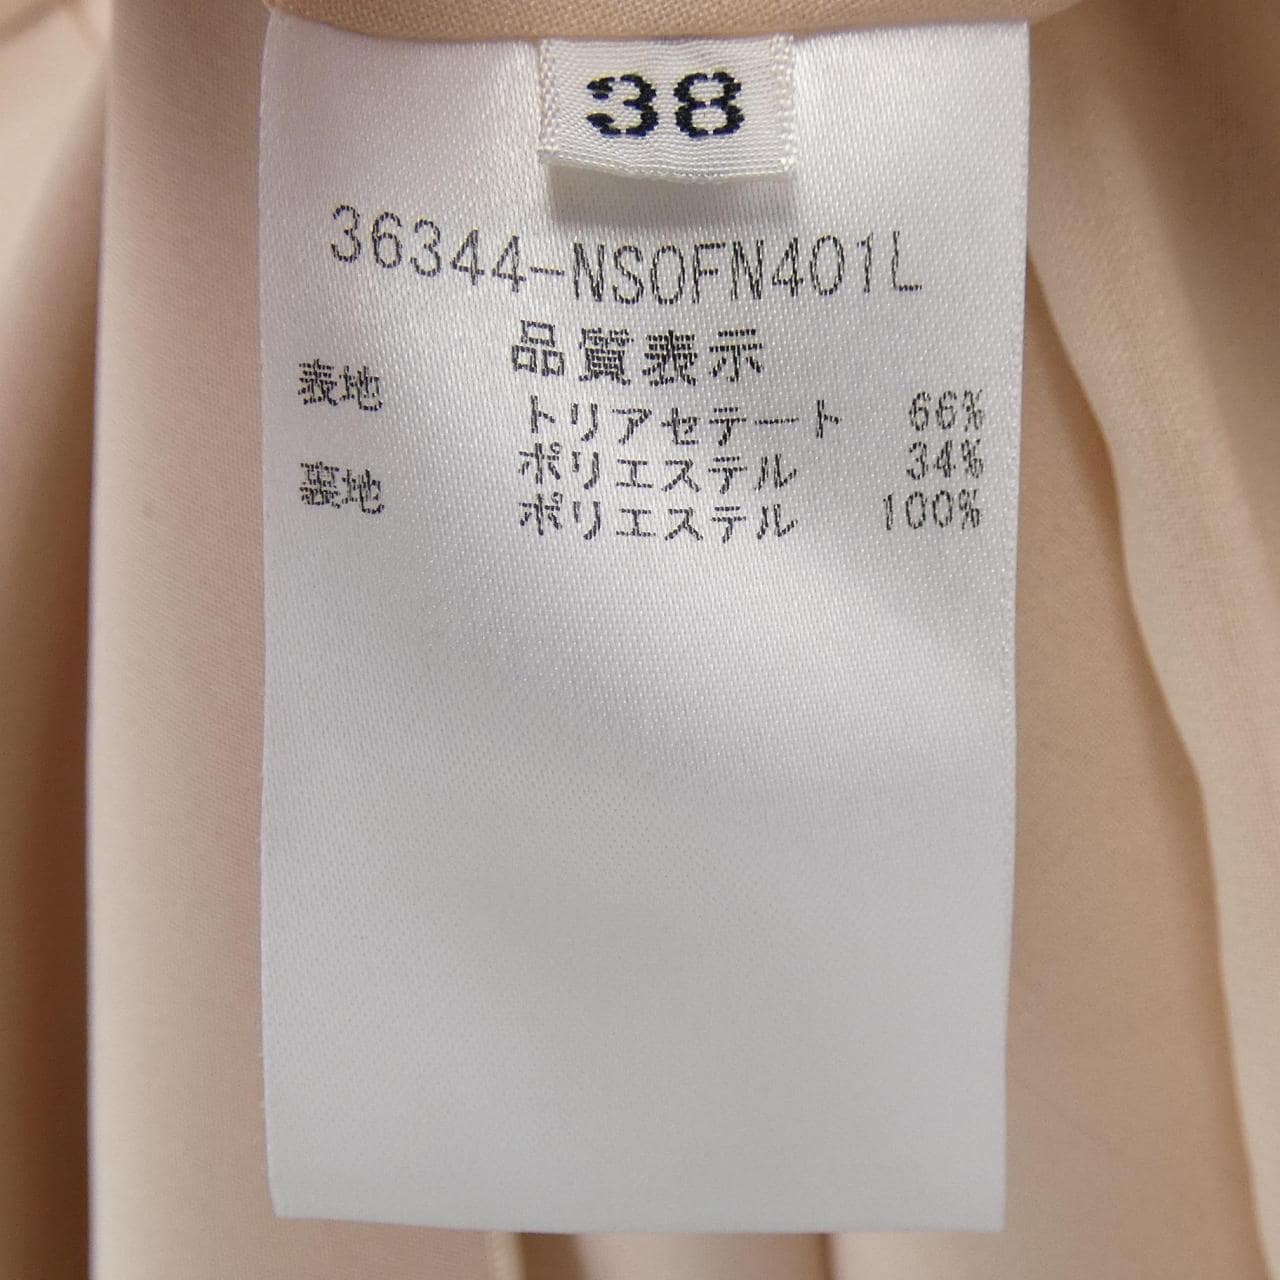 38
36344-NSOFN401L
品質表示
表地 トリアセテート 66%
ポリエステル 34%
裏地 ポリエステル 100%